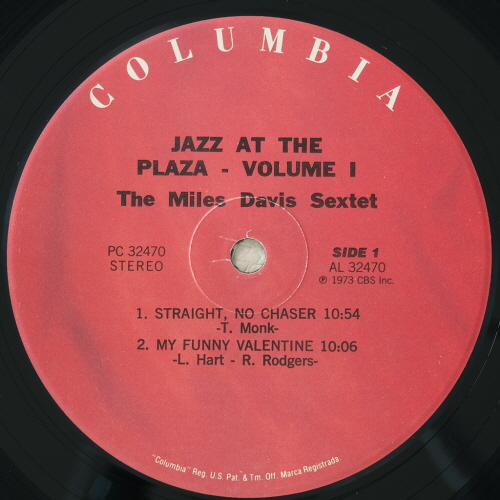 COLUMBIA
JAZZ AT THE
PLAZA - VOLUME I
The Miles Davis Sextet
PC 32470
STEREO
SIDE 1
AL 32470
℗ 1973 CBS Inc.
1. STRAIGHT, NO CHASER 10:54
-T. Monk-
2. MY FUNNY VALENTINE 10:06
-L. Hart - R. Rodgers-
"Columbia" Reg. U.S. Pat. & Tm. Off. Marca Registrada.